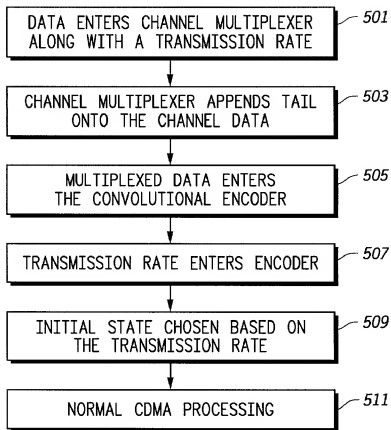 DATA ENTERS CHANNEL MULTIPLEXER 501
ALONG WITH A TRANSMISSION RATE
CHANNEL MULTIPLEXER APPENDS TAIL 503
ONTO THE CHANNEL DATA
MULTIPLEXED DATA ENTERS 505
THE CONVOLUTIONAL ENCODER
TRANSMISSION RATE ENTERS ENCODER 507
INITIAL STATE CHOSEN BASED ON 509
THE TRANSMISSION RATE
NORMAL CDMA PROCESSING 511